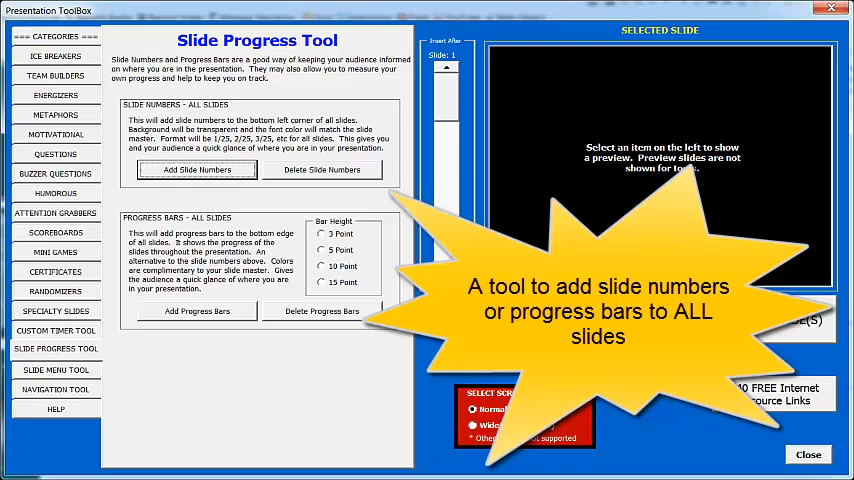 Presentation ToolBox
=== CATEGORIES ===
ICE BREAKERS
TEAM BUILDERS
ENERGIZERS
METAPHORS
MOTIVATIONAL
QUESTIONS
BUZZER QUESTIONS
HUMOROUS
ATTENTION GRABBERS
SCOREBOARDS
MINI GAMES
CERTIFICATES
RANDOMIZERS
SPECIALTY SLIDES
CUSTOM TIMER TOOL
SLIDE PROGRESS TOOL
SLIDE MENU TOOL
NAVIGATION TOOL
HELP
Slide Progress Tool
Slide Numbers and Progress Bars are a good way of keeping your audience informed
on where you are in the presentation. They may also allow you to measure your
own progress and help to keep you on track.
SLIDE NUMBERS - ALL SLIDES
This will add slide numbers to the bottom left corner of all slides.
Background will be transparent and the font color will match the slide
master. Format will be 1/25, 2/25, 3/25, etc for all slides. This gives you
and your audience a quick glance of where you are in your presentation.
Add Slide Numbers
Delete Slide Numbers
PROGRESS BARS - ALL SLIDES
This will add progress bars to the bottom edge
of all slides. It shows the progress of the
slides throughout the presentation. An
alternative to the slide numbers above. Colors
are complimentary to your slide master. Gives
the audience a quick glance of where you are
in your presentation.
Bar Height
3 Point
5 Point
10 Point
15 Point
Add Progress Bars
Delete Progress Bars
Insert After
Slide: 1
SELECTED SLIDE
Select an item on the left to show
a preview. Preview slides are not
shown for
A tool to add slide numbers
or progress bars to ALL
slides
SELECT
Normal
* Other not supported
FREE Internet
Links
Close